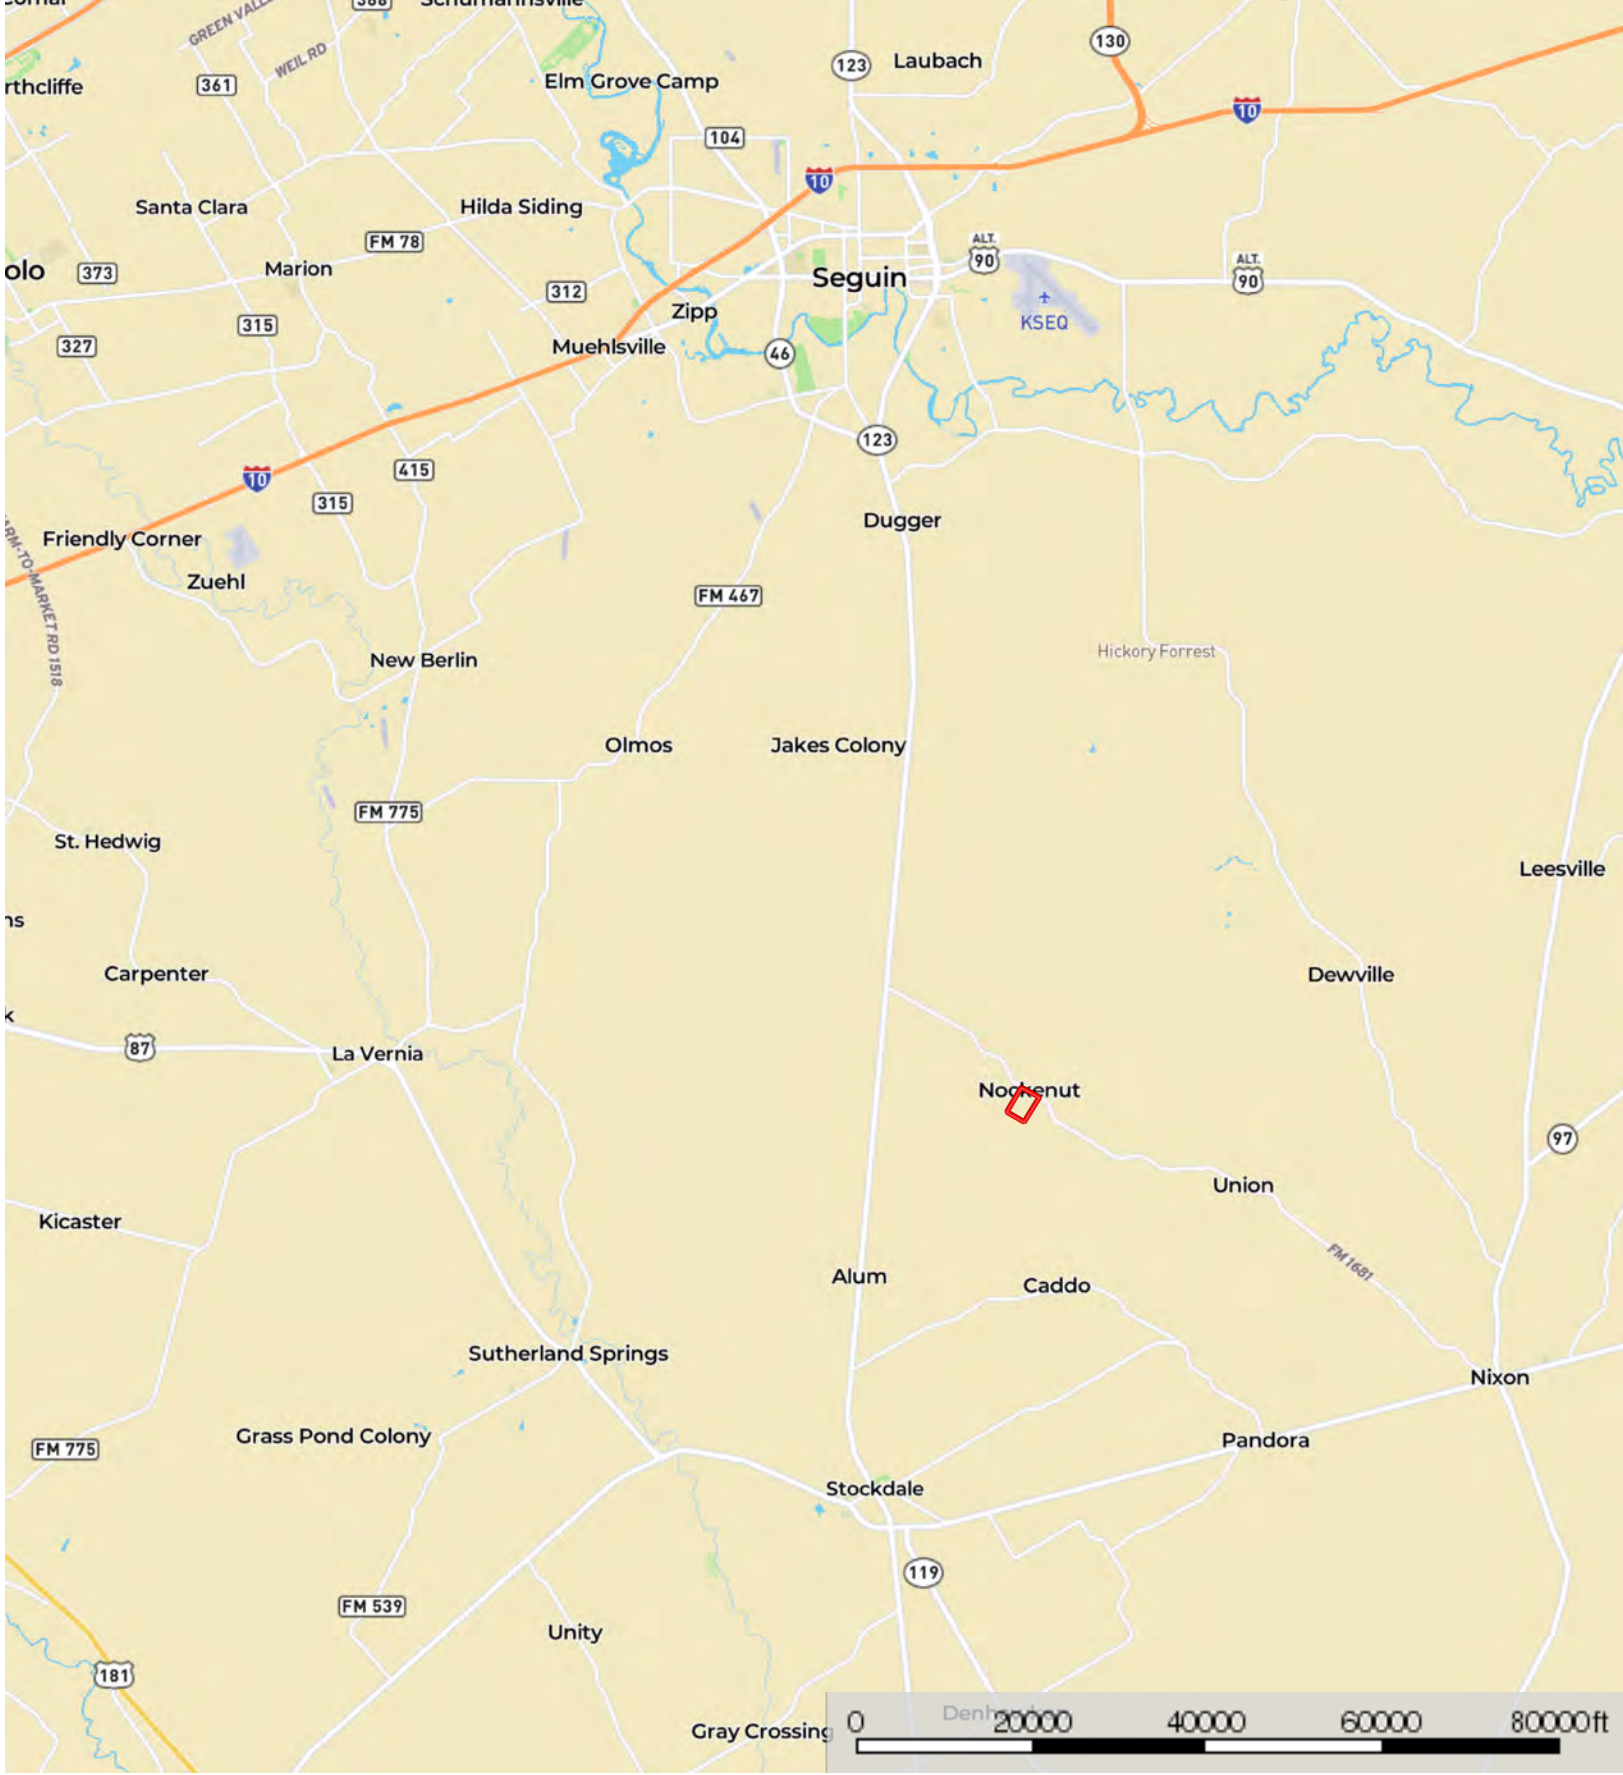 Schumannsville
GREEN VALLE
WEIL RD
361
Elm Grove Camp
123
Laubach
130
rthcliffe
10
104
10
Santa Clara
Hilda Siding
FM 78
ALT.
90
ALT.
90
olo
373
Marion
Seguin
312
Zipp
KSEQ
315
327
Muehlsville
46
123
415
10
315
Dugger
Friendly Corner
Zuehl
FM 467
ARM-TO-MARKET RD 1518
New Berlin
Hickory Forrest
Olmos
Jakes Colony
FM 775
St. Hedwig
Leesville
ns
Carpenter
Dewville
k
87
La Vernia
Nockenut
97
Union
Kicaster
FM 1681
Alum
Caddo
Sutherland Springs
Nixon
Grass Pond Colony
FM 775
Pandora
Stockdale
119
FM 539
Unity
181
Gray Crossing
0 20000 40000 60000 80000ft